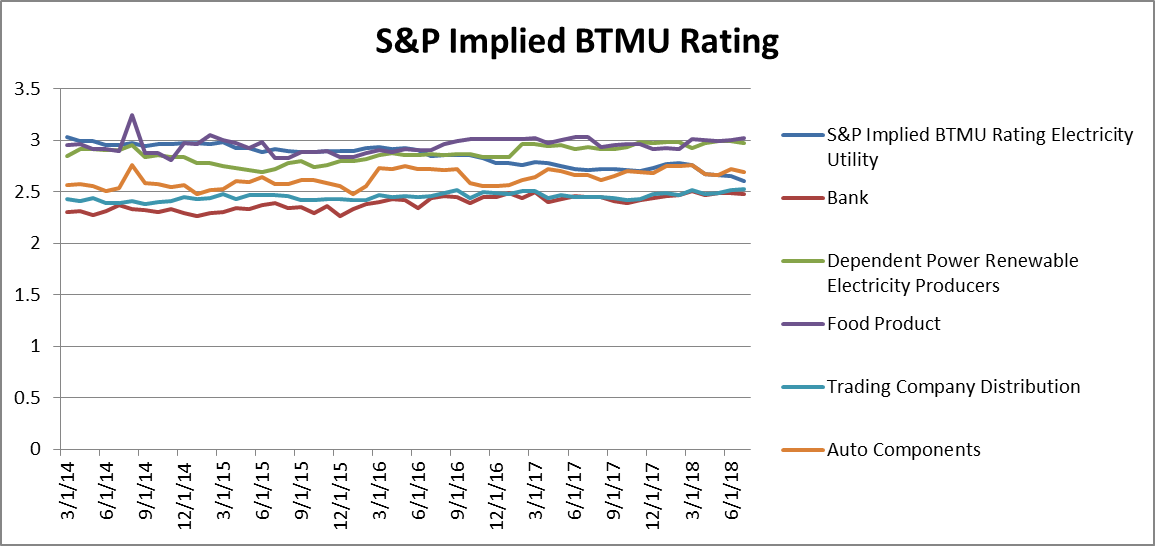 S&P Implied BTMU Rating
3.5
3
2.5
2
1.5
1
0.5
0
3/1/14
6/1/14
9/1/14
12/1/14
3/1/15
6/1/15
9/1/15
12/1/15
3/1/16
6/1/16
9/1/16
12/1/16
3/1/17
6/1/17
9/1/17
12/1/17
3/1/18
6/1/18
S&P Implied BTMU Rating Electricity
Utility
Bank
Dependent Power Renewable
Electricity Producers
Food Product
Trading Company Distribution
Auto Components